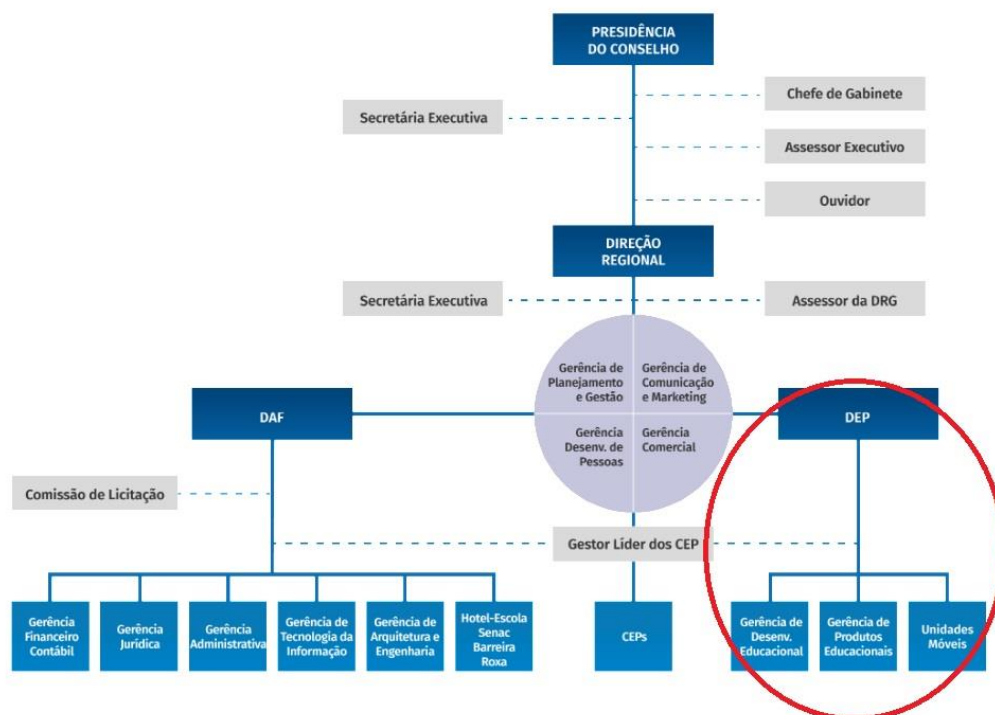 PRESIDÊNCIA
DO CONSELHO
Chefe de Gabinete
Secretária Executiva
Assessor Executivo
Ouvidor
DIREÇÃO
REGIONAL
Secretária Executiva
Assessor da DRG
Gerência de
Planejamento
e Gestão
Gerência de
Comunicação
e Marketing
DAF
DEP
Gerência
Desenv. de
Pessoas
Gerência
Comercial
Comissão de Licitação
Gestor Líder dos CEP
Gerência
Financeiro
Contábil
Gerência
Jurídica
Gerência
Administrativa
Gerência de
Tecnologia da
Informação
Gerência de
Arquitetura e
Engenharia
Hotel-Escola
Senac
Barreira
Roxa
CEPs
Gerência de
Desenv.
Educacional
Gerência de
Produtos
Educacionais
Unidades
Móveis